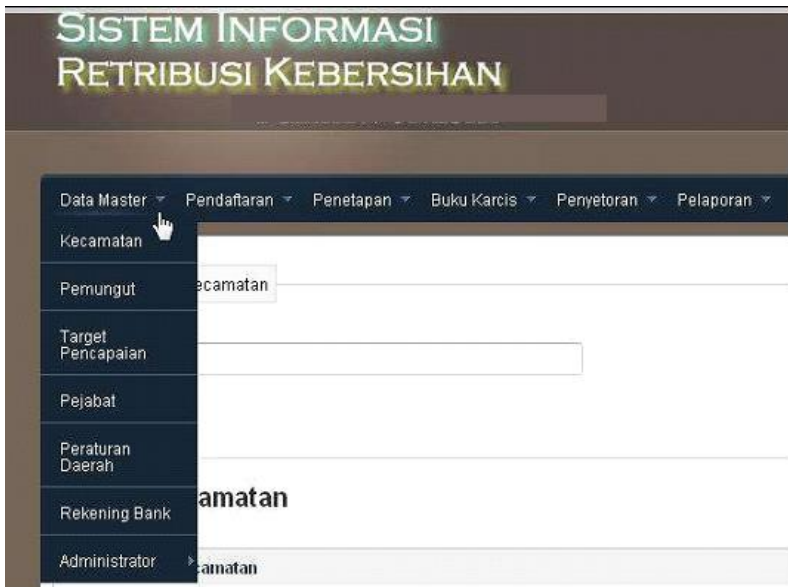 SISTEM INFORMASI
RETRIBUSI KEBERSIHAN
Data Master Pendaftaran Penetapan Buku Karcis Penyetoran Pelaporan
Kecamatan
ecamatan
Pemungut
Target
Pencapaian
Pejabat
Peraturan
Daerah
amatan
Rekening Bank
Administrator
camatan